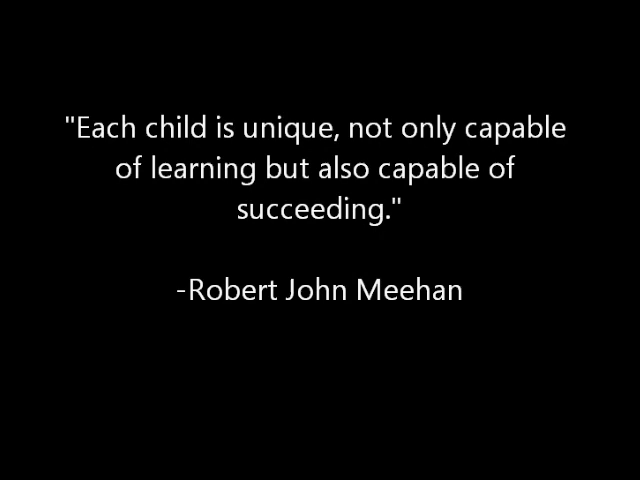 "Each child is unique, not only capable
of learning but also capable of
succeeding."
-Robert John Meehan